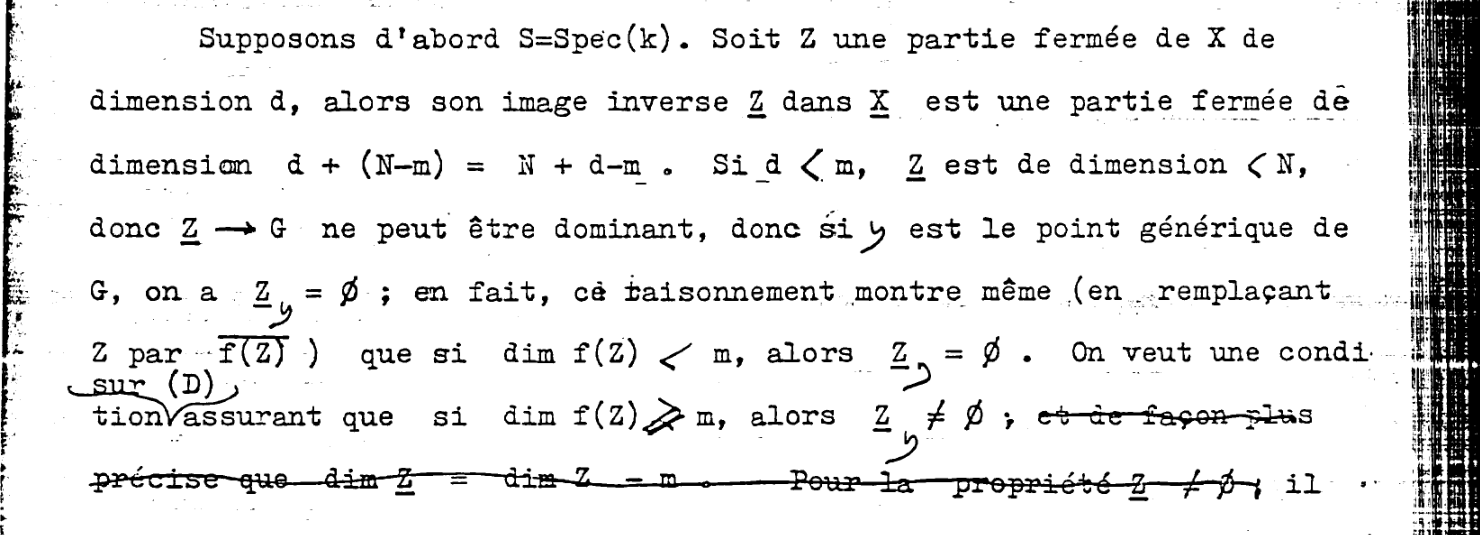 Supposons d'abord S=Spec(k). Soit Z une partie fermée de X de
dimension d, alors son image inverse Z dans X est une partie fermée de
dimension d + (N-m) = N + d-m . Si d < m, Z est de dimension < N,
donc Z → G ne peut être dominant, donc si y est le point générique de
G, on a Z_y = ∅ ; en fait, ce raisonnement montre même (en remplaçant
Z par f(Z) ) que si dim f(Z) < m, alors Z_y = ∅ . On veut une condi-
sur (D)
tion assurant que si dim f(Z) ⩾ m, alors Z_y ≠ ∅ ; et de façon plus
précise que dim Z = dim Z - m . Pour la propriété Z ≠ ∅; il